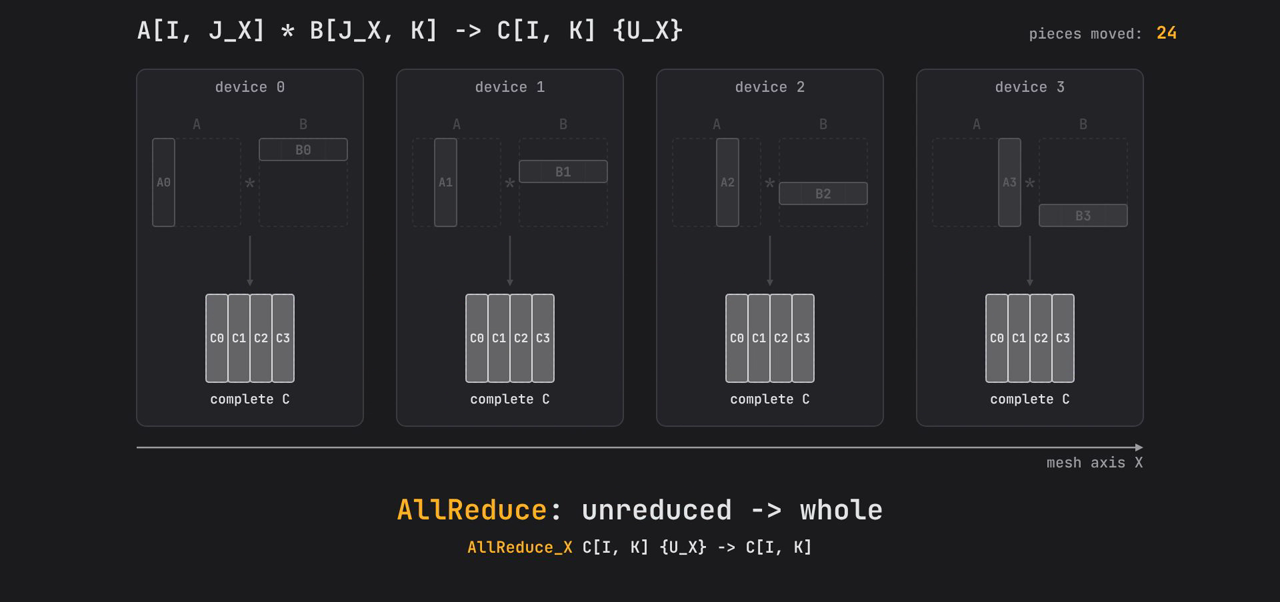 A[I, J_X] * B[J_X, K] -> C[I, K] {U_X}
pieces moved: 24
device 0
A B
A0 * B0
C0 C1 C2 C3
complete C
device 1
A B
A1 * B1
C0 C1 C2 C3
complete C
device 2
A B
A2 * B2
C0 C1 C2 C3
complete C
device 3
A B
A3 * B3
C0 C1 C2 C3
complete C
mesh axis X
AllReduce: unreduced -> whole
AllReduce_X C[I, K] {U_X} -> C[I, K]